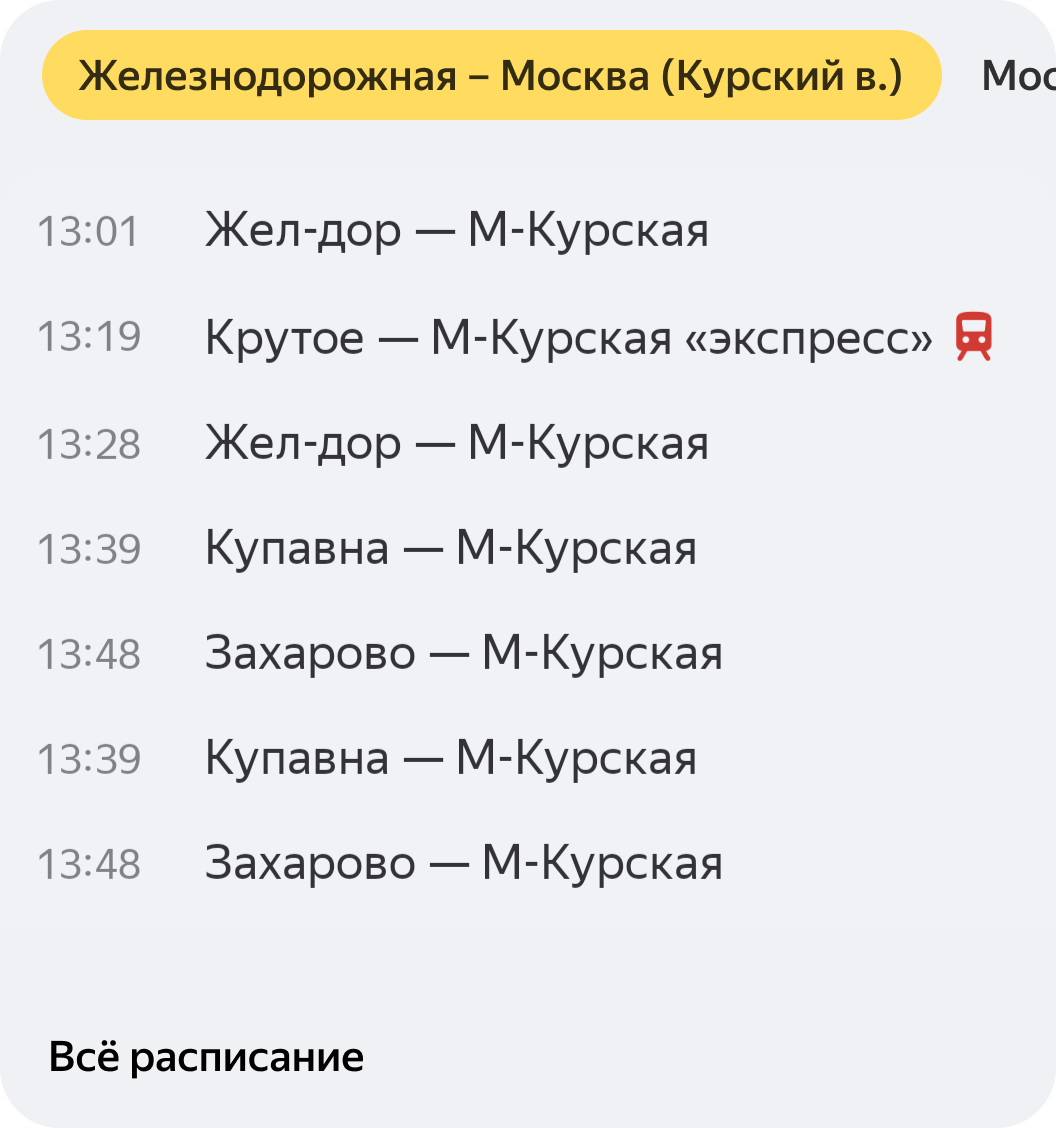 Железнодорожная – Москва (Курский в.) Мос
13:01 Жел-дор — М-Курская
13:19 Крутое — М-Курская «экспресс»
13:28 Жел-дор — М-Курская
13:39 Купавна — М-Курская
13:48 Захарово — М-Курская
13:39 Купавна — М-Курская
13:48 Захарово — М-Курская
Всё расписание